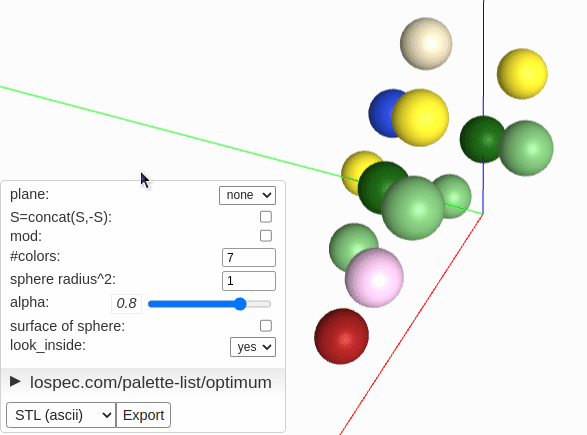 plane: none
S=concat(S,-S):
mod:
#colors: 7
sphere radius^2: 1
alpha: 0.8
surface of sphere:
look_inside: yes
► lospec.com/palette-list/optimum
STL (ascii) Export